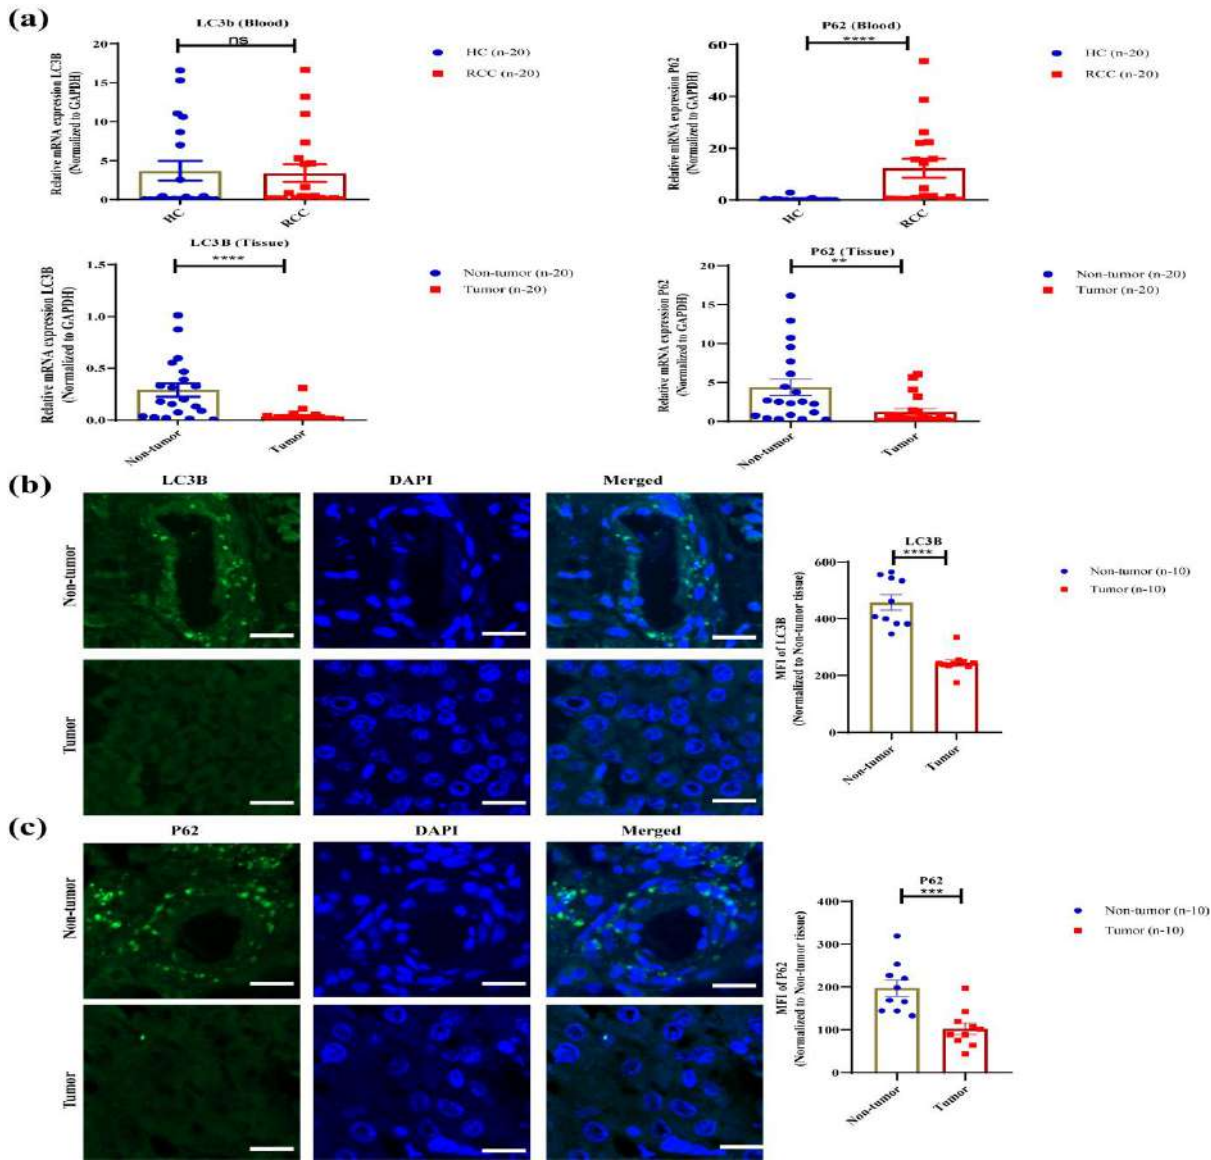 (a)
LC3b (Blood)
ns
Relative mRNA expression LC3B
(Normalized to GAPDH)
20
15
10
5
0
HC
RCC
HC (n-20)
RCC (n-20)
P62 (Blood)
****
Relative mRNA expression P62
(Normalized to GAPDH)
60
40
20
0
HC
RCC
HC (n-20)
RCC (n-20)
LC3B (Tissue)
****
Relative mRNA expression LC3B
(Normalized to GAPDH)
1.5
1.0
0.5
0.0
Non-tumor
Tumor
Non-tumor (n-20)
Tumor (n-20)
P62 (Tissue)
**
Relative mRNA expression P62
(Normalized to GAPDH)
20
15
10
5
0
Non-tumor
Tumor
Non-tumor (n-20)
Tumor (n-20)
(b)
LC3B
DAPI
Merged
Non-tumor
Tumor
LC3B
****
MFI of LC3B
(Normalized to Non-tumor tissue)
600
400
200
0
Non-tumor
Tumor
Non-tumor (n-10)
Tumor (n-10)
(c)
P62
DAPI
Merged
Non-tumor
Tumor
P62
***
MFI of P62
(Normalized to Non-tumor tissue)
400
300
200
100
0
Non-tumor
Tumor
Non-tumor (n-10)
Tumor (n-10)